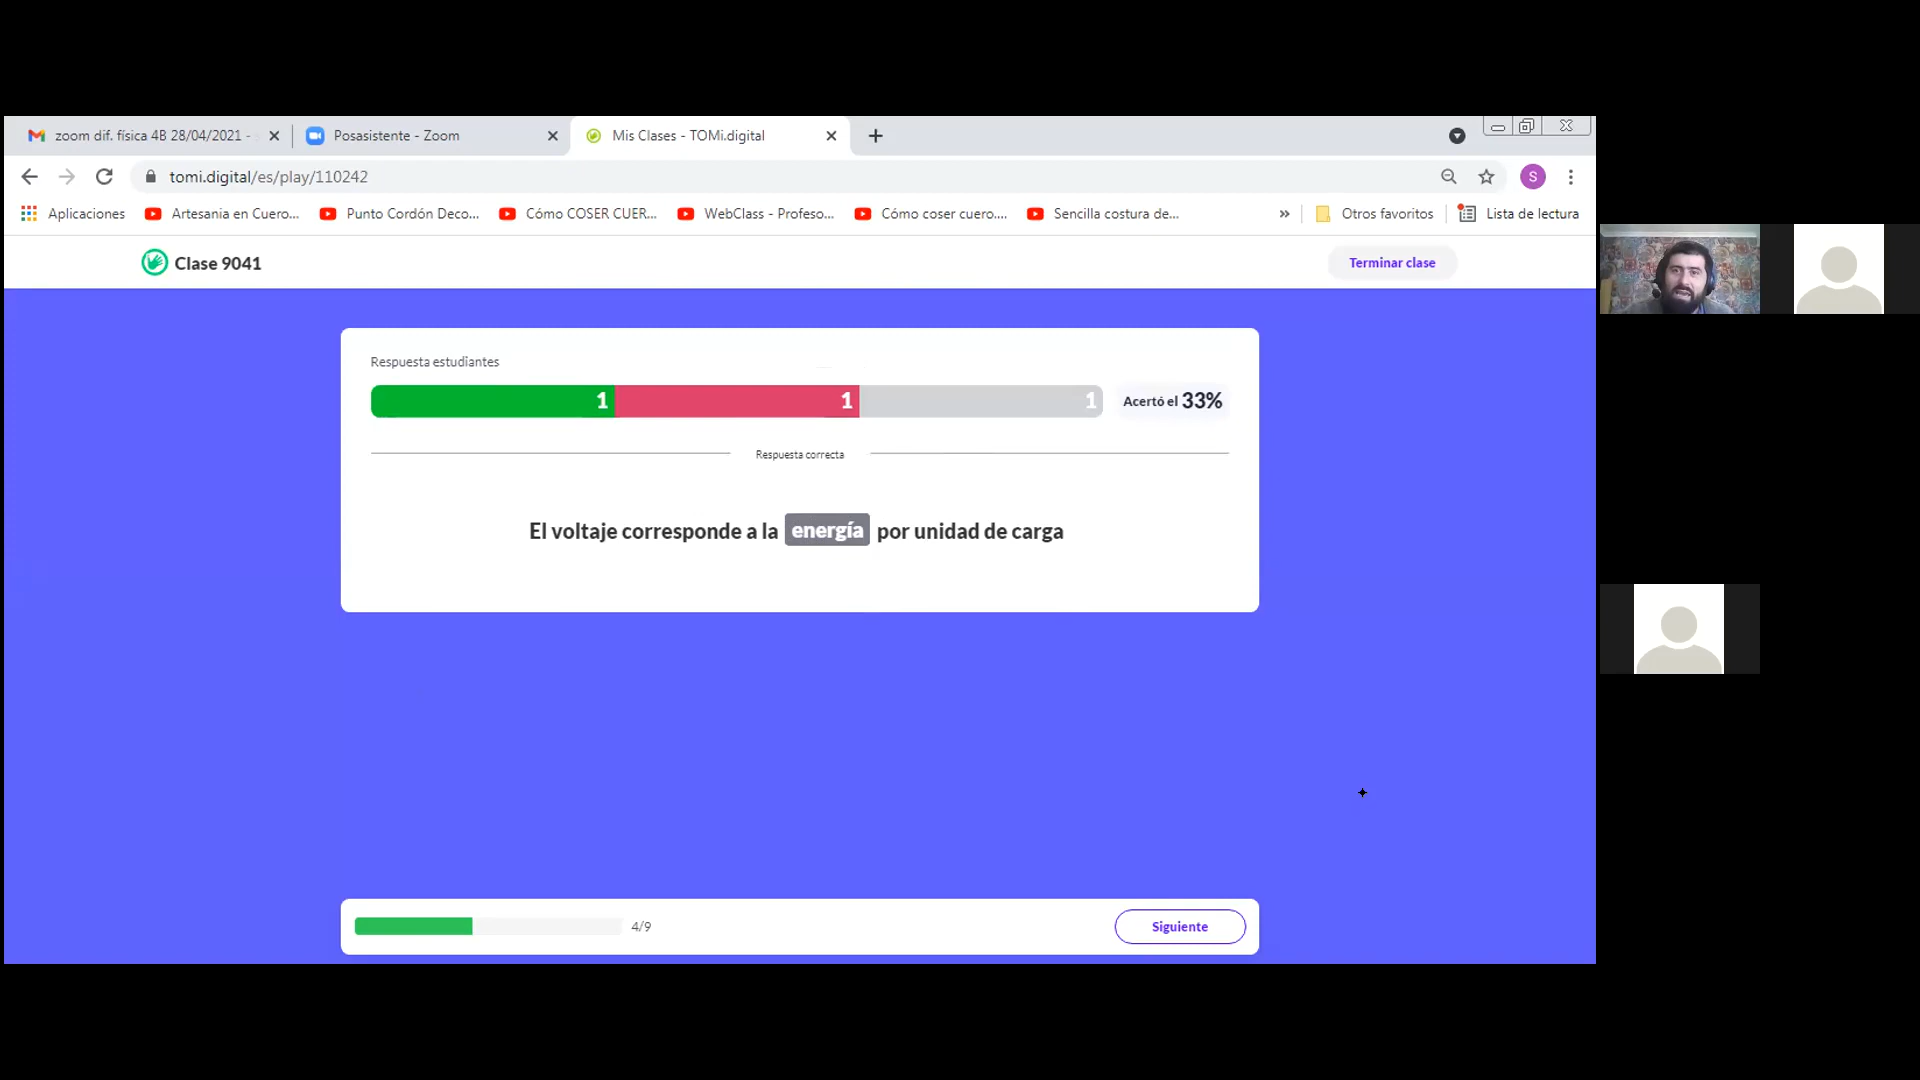 zoom dif. física 4B 28/04/2021 -
Posasistente - Zoom
Mis Clases - TOMi.digital
tomi.digital/es/play/110242
S
Aplicaciones
Artesania en Cuero...
Punto Cordón Deco...
Cómo COSER CUER...
WebClass - Profeso...
Cómo coser cuero....
Sencilla costura de...
»
Otros favoritos
Lista de lectura
Clase 9041
Terminar clase
Respuesta estudiantes
1
1
1
Acertó el 33%
Respuesta correcta
El voltaje corresponde a la energía por unidad de carga
4/9
Siguiente